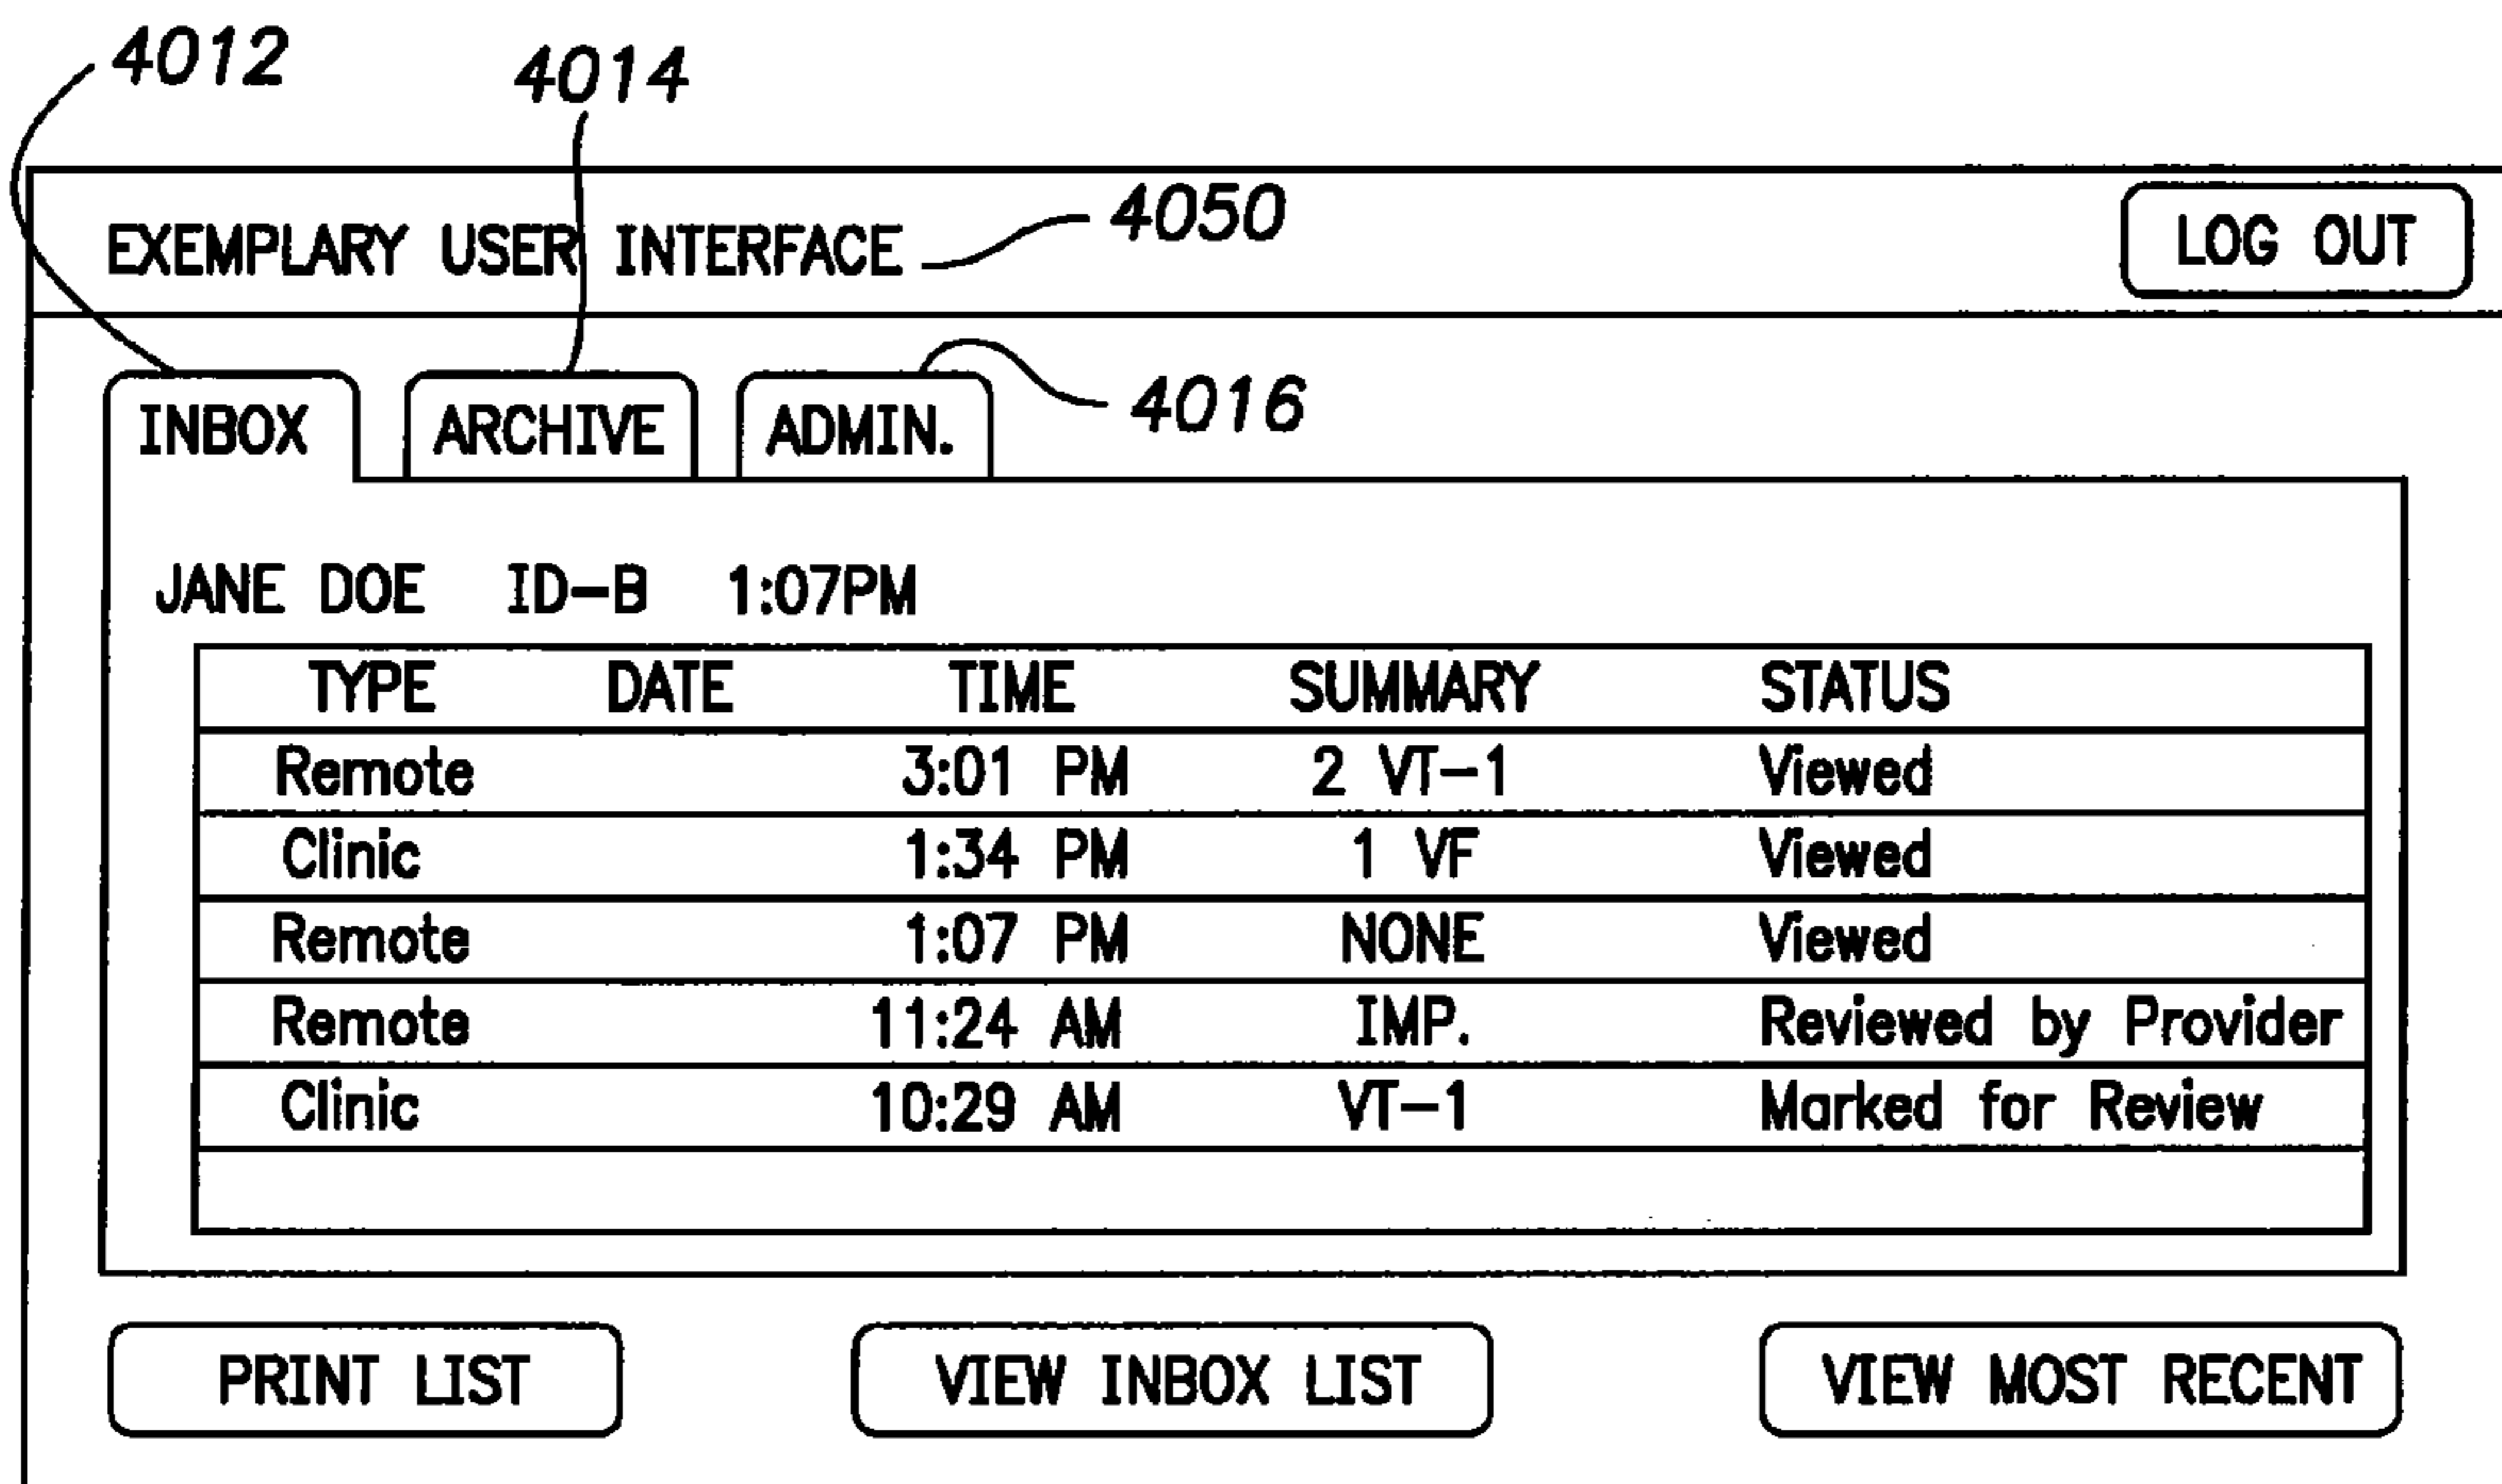 4012
4014
EXEMPLARY USER INTERFACE 4050 LOG OUT
INBOX ARCHIVE ADMIN. 4016
JANE DOE ID-B 1:07PM
TYPE DATE TIME SUMMARY STATUS
Remote 3:01 PM 2 VT-1 Viewed
Clinic 1:34 PM 1 VF Viewed
Remote 1:07 PM NONE Viewed
Remote 11:24 AM IMP. Reviewed by Provider
Clinic 10:29 AM VT-1 Marked for Review
PRINT LIST VIEW INBOX LIST VIEW MOST RECENT